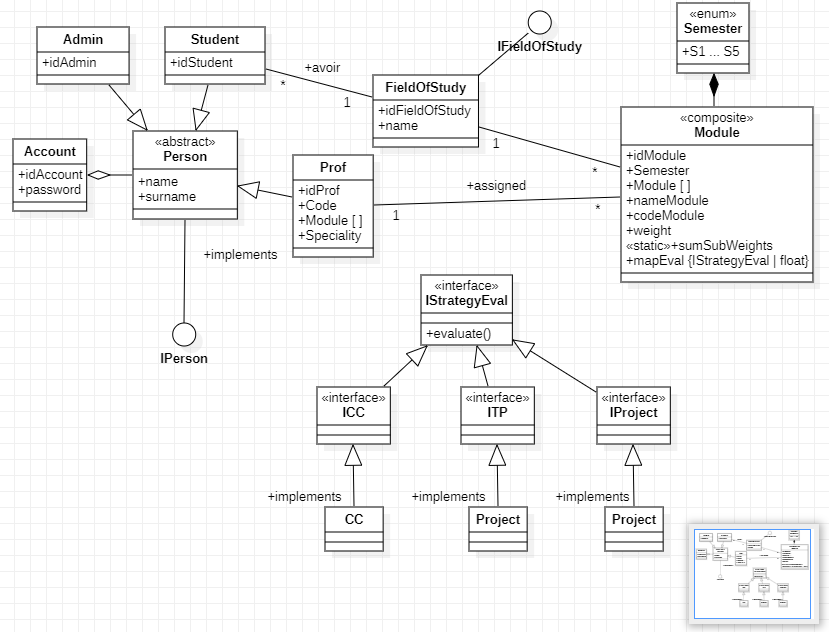 Admin
+idAdmin
Student
+idStudent
IFieldOfStudy
«enum»
Semester
+S1 ... S5
+avoir
*
1
FieldOfStudy
+idFieldOfStudy
+name
1
*
«composite»
Module
+idModule
+Semester
+Module [ ]
+nameModule
+codeModule
+weight
«static»+sumSubWeights
+mapEval {IStrategyEval | float}
Account
+idAccount
+password
«abstract»
Person
+name
+surname
Prof
+idProf
+Code
+Module [ ]
+Speciality
+assigned
1
*
+implements
IPerson
«interface»
IStrategyEval
+evaluate()
«interface»
ICC
«interface»
ITP
«interface»
IProject
+implements
+implements
+implements
CC
Project
Project